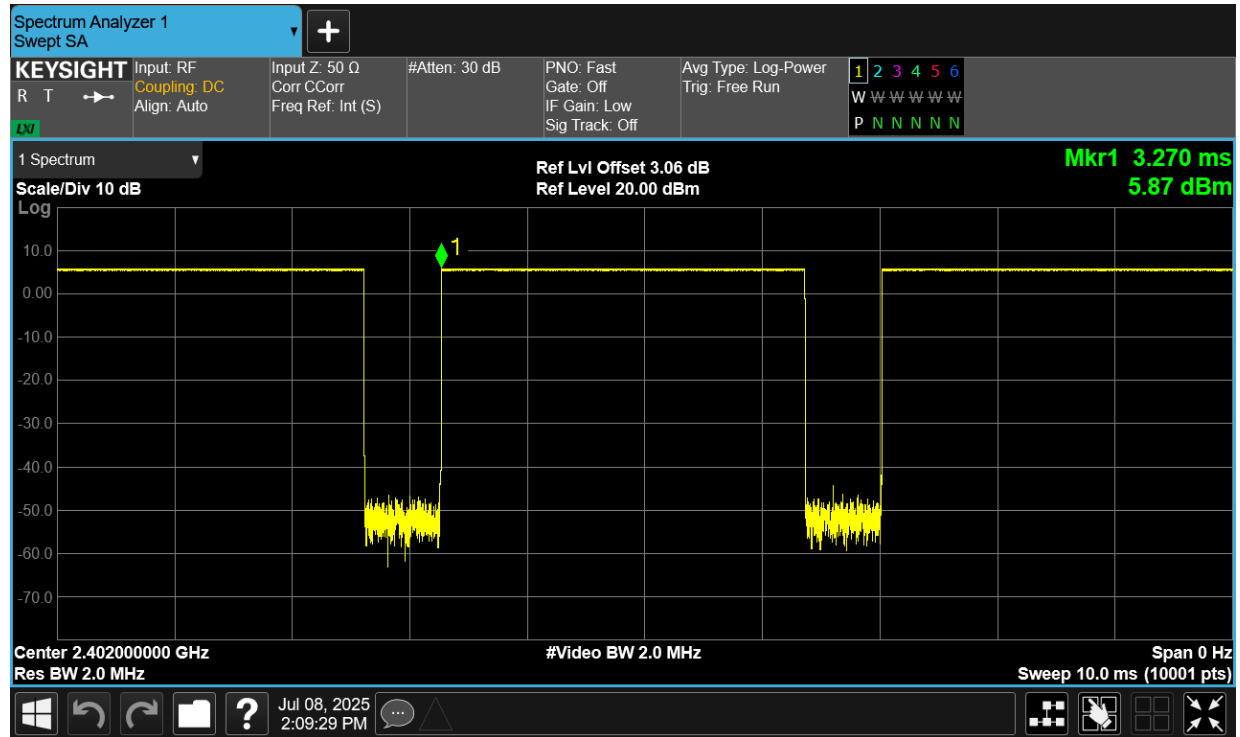 Spectrum Analyzer 1
Swept SA
+
KEYSIGHT
R T
LXI
Input: RF
Coupling: DC
Align: Auto
Input Z: 50 Ω
Corr CCorr
Freq Ref: Int (S)
#Atten: 30 dB
PNO: Fast
Gate: Off
IF Gain: Low
Sig Track: Off
Avg Type: Log-Power
Trig: Free Run
1 2 3 4 5 6
W W W W W W
P N N N N N
1 Spectrum
Scale/Div 10 dB
Log
Ref Lvl Offset 3.06 dB
Ref Level 20.00 dBm
Mkr1 3.270 ms
5.87 dBm
1
10.0
0.00
-10.0
-20.0
-30.0
-40.0
-50.0
-60.0
-70.0
Center 2.402000000 GHz
Res BW 2.0 MHz
#Video BW 2.0 MHz
Span 0 Hz
Sweep 10.0 ms (10001 pts)
?
Jul 08, 2025
2:09:29 PM